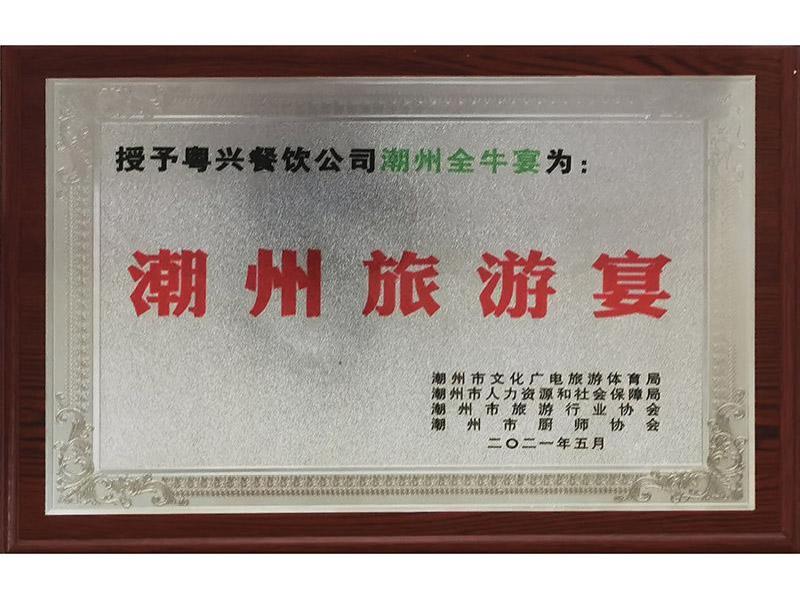 授予粤兴餐饮公司潮州全牛宴为：
潮州旅游宴
潮州市文化广电旅游体育局
潮州市人力资源和社会保障局
潮州市旅游行业协会
潮州市厨师协会
二〇二一年五月